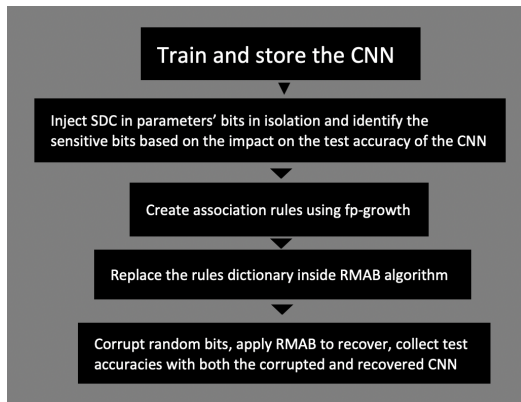 Train and store the CNN
Inject SDC in parameters' bits in isolation and identify the
sensitive bits based on the impact on the test accuracy of the CNN
Create association rules using fp-growth
Replace the rules dictionary inside RMAB algorithm
Corrupt random bits, apply RMAB to recover, collect test
accuracies with both the corrupted and recovered CNN